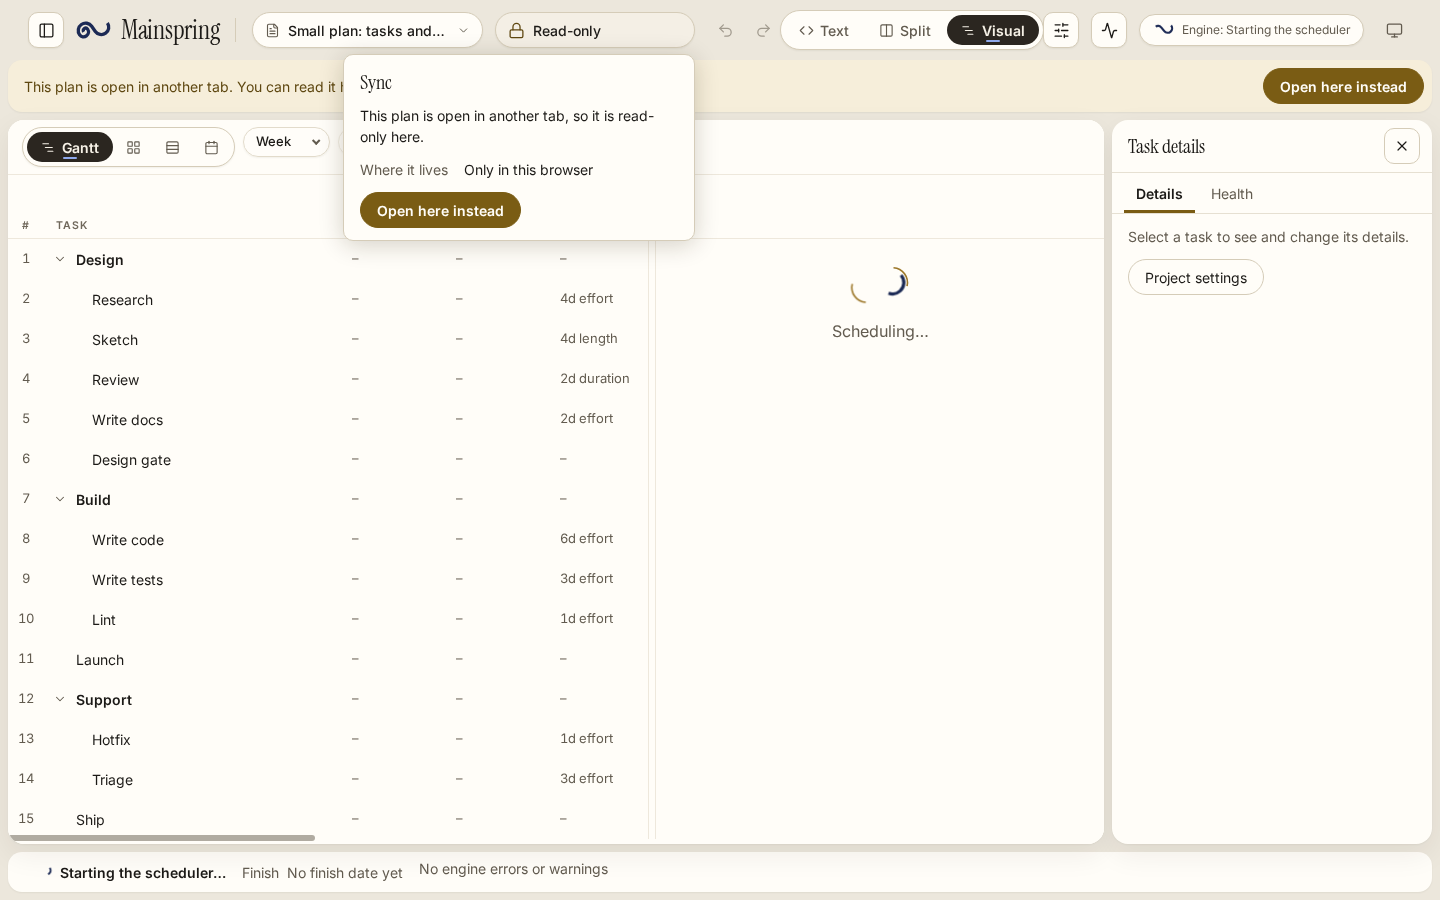 Mainspring
Small plan: tasks and...
Read-only
Text
Split
Visual
Engine: Starting the scheduler
This plan is open in another tab. You can read it
Open here instead
Sync
This plan is open in another tab, so it is read-
only here.
Where it lives Only in this browser
Open here instead
Gantt
Week
# TASK
1 Design – – –
2 Research – – 4d effort
3 Sketch – – 4d length
4 Review – – 2d duration
5 Write docs – – 2d effort
6 Design gate – – –
7 Build – – –
8 Write code – – 6d effort
9 Write tests – – 3d effort
10 Lint – – 1d effort
11 Launch – – –
12 Support – – –
13 Hotfix – – 1d effort
14 Triage – – 3d effort
15 Ship – – –
Scheduling...
Task details
Details Health
Select a task to see and change its details.
Project settings
Starting the scheduler... Finish No finish date yet No engine errors or warnings